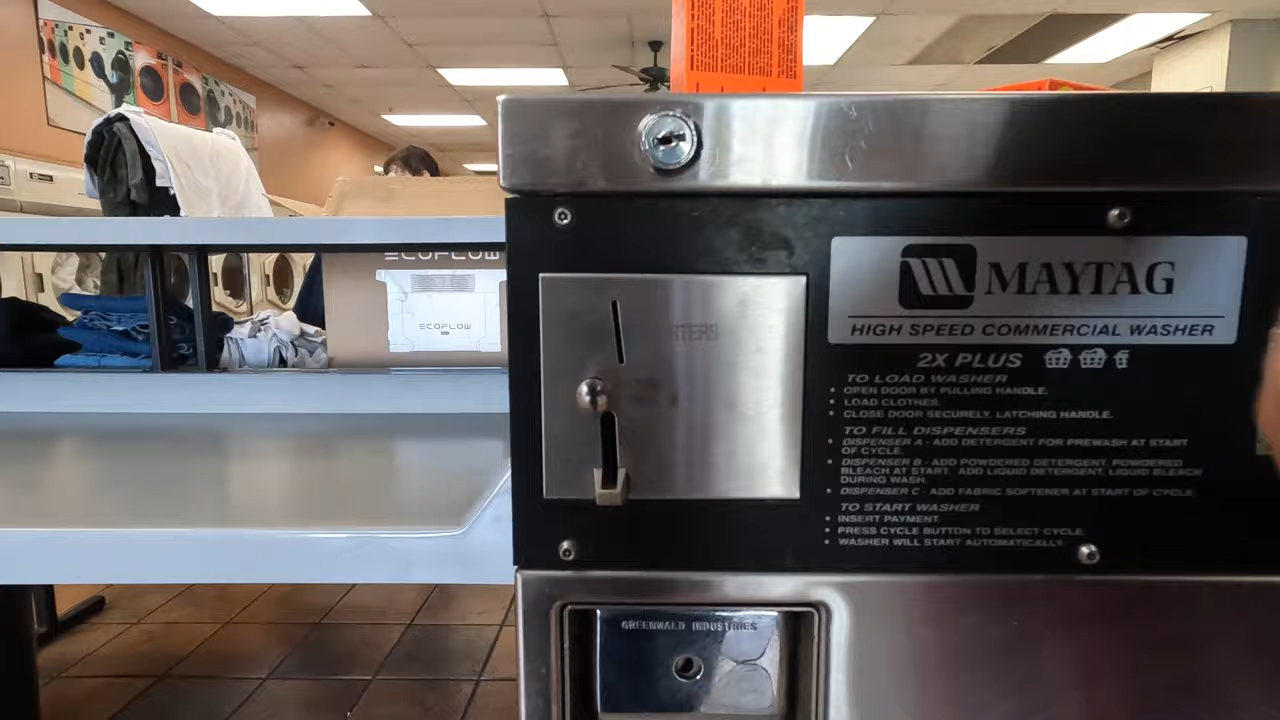 ECOFLOW
ECOFLOW
MAYTAG
HIGH SPEED COMMERCIAL WASHER
2X PLUS
TO LOAD WASHER
• OPEN DOOR BY PULLING HANDLE.
• LOAD CLOTHES.
• CLOSE DOOR SECURELY, LATCHING HANDLE.
TO FILL DISPENSERS
• DISPENSER A - ADD DETERGENT FOR PREWASH AT START
OF CYCLE.
• DISPENSER B - ADD POWDERED DETERGENT, POWDERED
BLEACH AT START. ADD LIQUID DETERGENT, LIQUID BLEACH
DURING WASH.
• DISPENSER C - ADD FABRIC SOFTENER AT START OF CYCLE.
TO START WASHER
• INSERT PAYMENT.
• PRESS CYCLE BUTTON TO SELECT CYCLE.
• WASHER WILL START AUTOMATICALLY.
GREENWALD INDUSTRIES